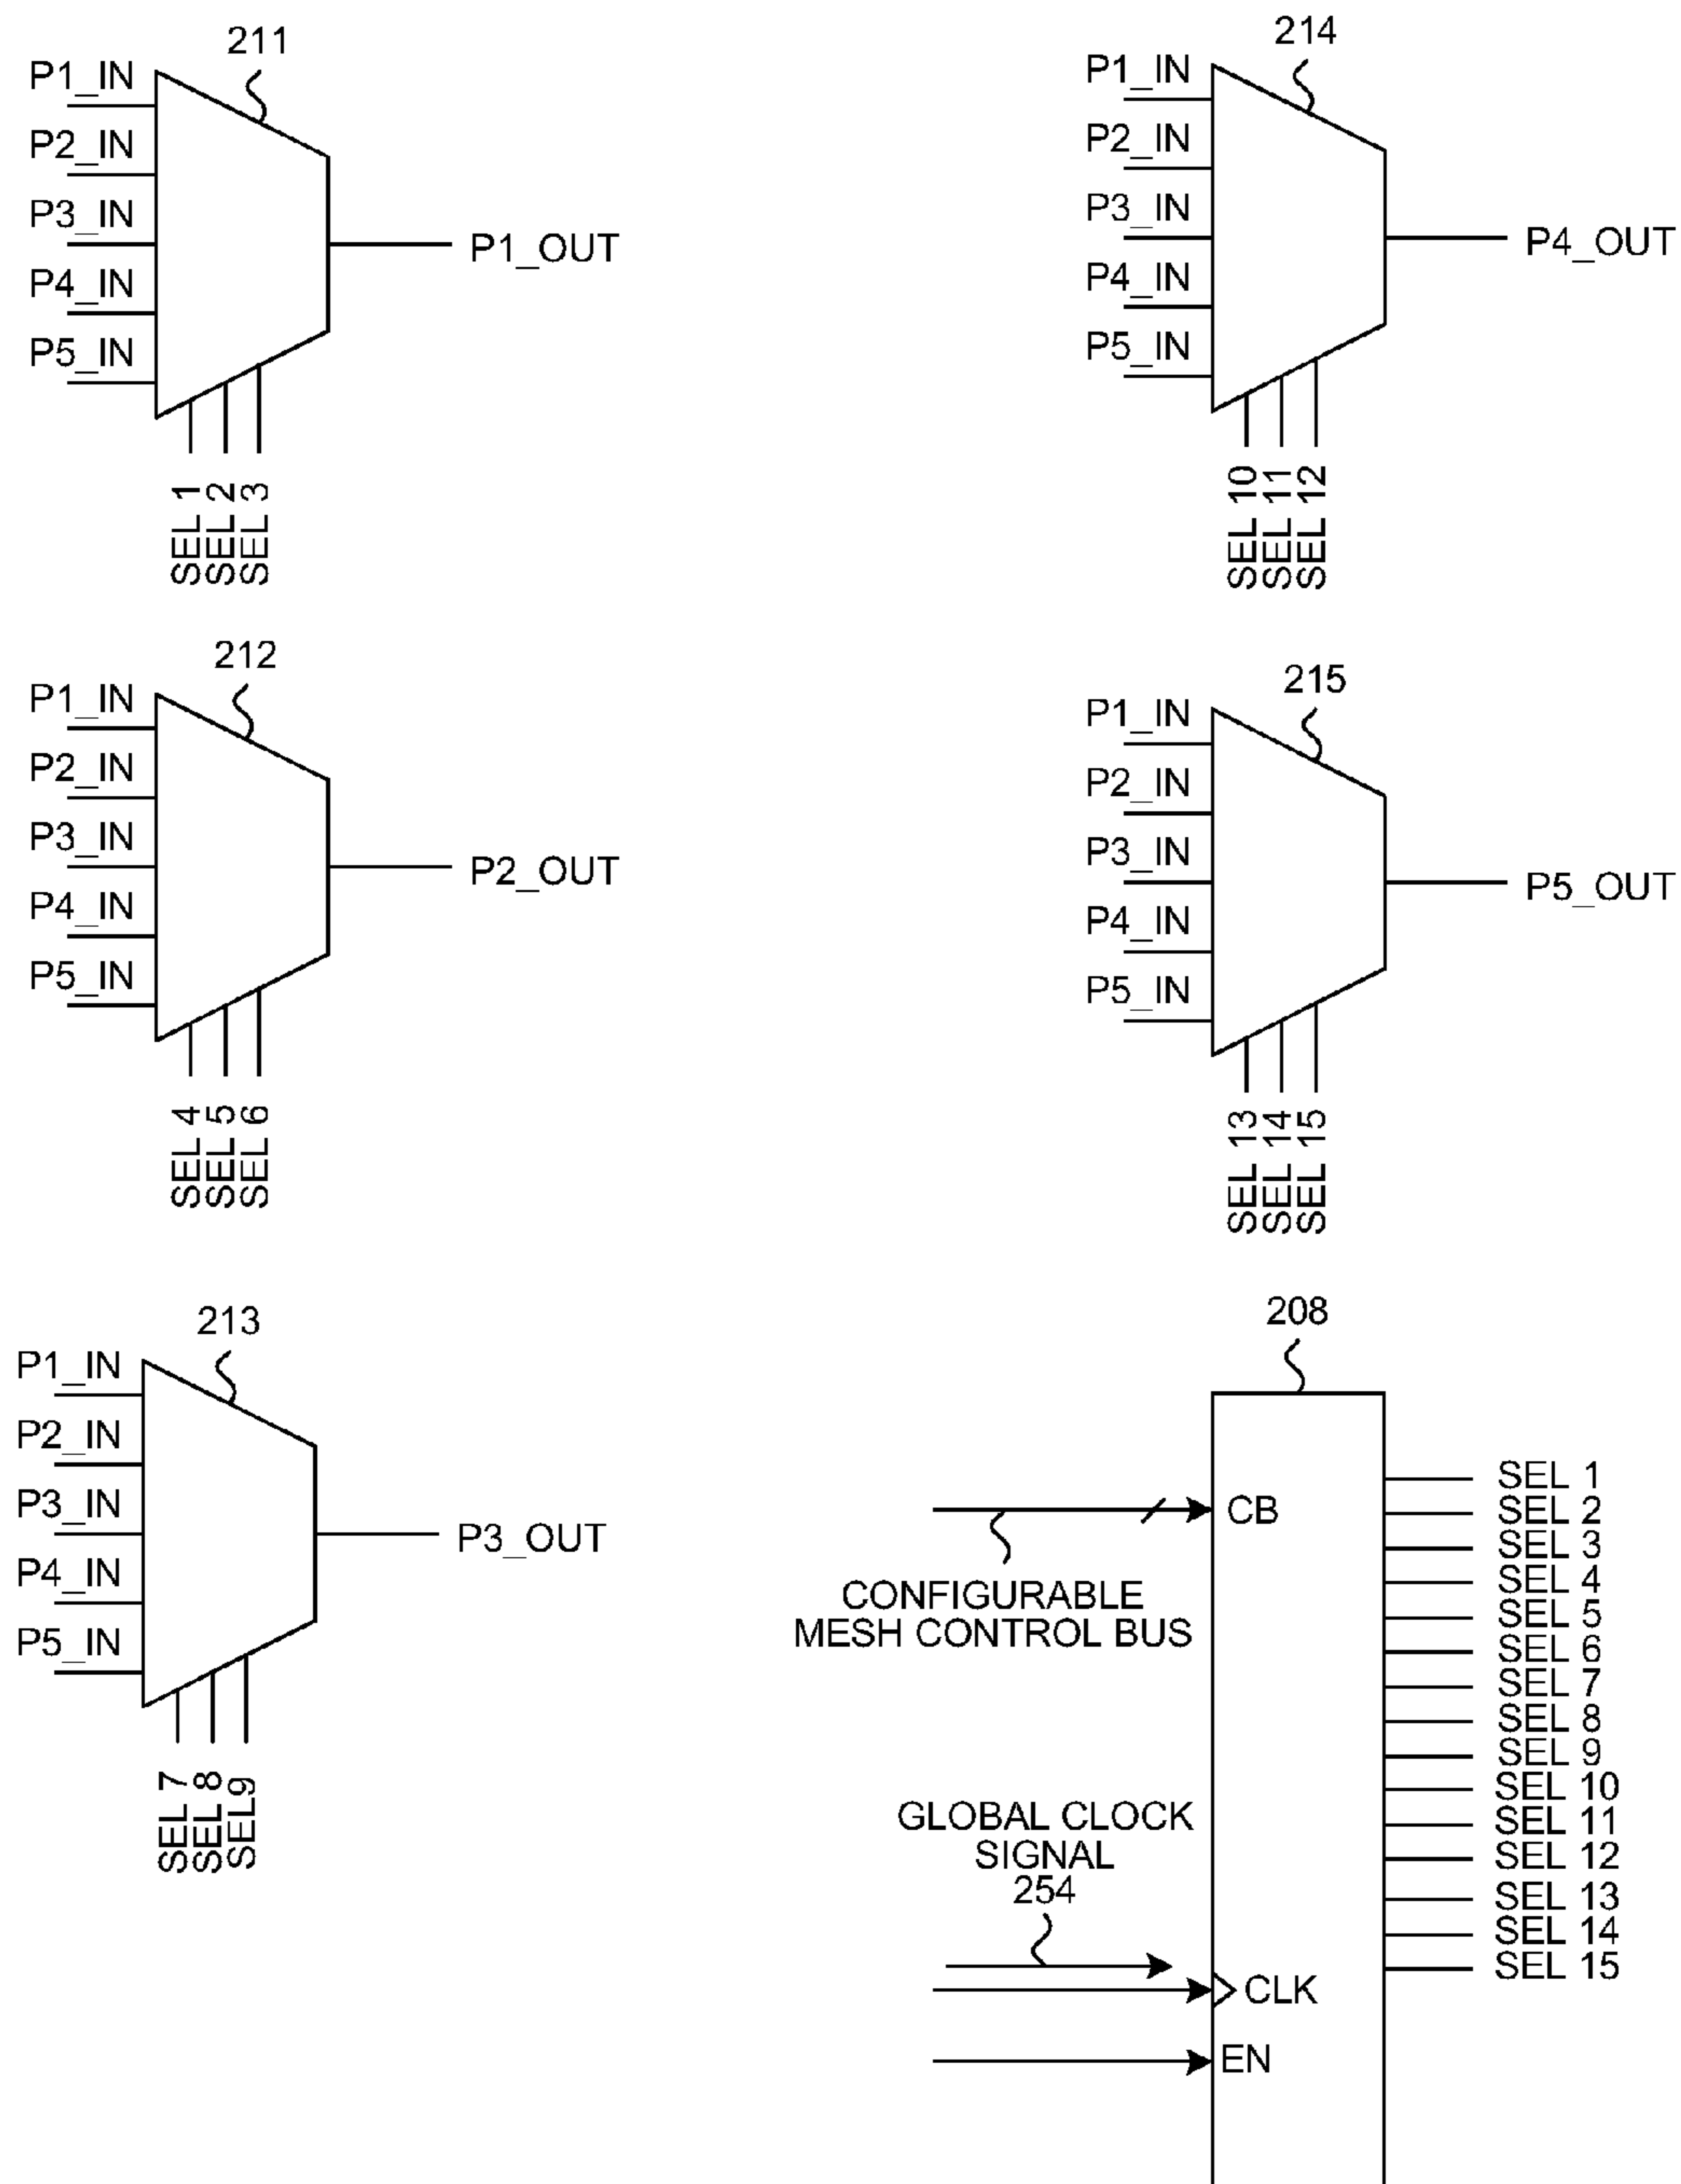 211
P1_IN
P2_IN
P3_IN
P4_IN
P5_IN
P1_OUT
SEL 1
SEL 2
SEL 3
214
P1_IN
P2_IN
P3_IN
P4_IN
P5_IN
P4_OUT
SEL 10
SEL 11
SEL 12
212
P1_IN
P2_IN
P3_IN
P4_IN
P5_IN
P2_OUT
SEL 4
SEL 5
SEL 6
215
P1_IN
P2_IN
P3_IN
P4_IN
P5_IN
P5_OUT
SEL 13
SEL 14
SEL 15
213
P1_IN
P2_IN
P3_IN
P4_IN
P5_IN
P3_OUT
SEL 7
SEL 8
SEL9
208
CB
CONFIGURABLE
MESH CONTROL BUS
GLOBAL CLOCK
SIGNAL
254
CLK
EN
SEL 1
SEL 2
SEL 3
SEL 4
SEL 5
SEL 6
SEL 7
SEL 8
SEL 9
SEL 10
SEL 11
SEL 12
SEL 13
SEL 14
SEL 15